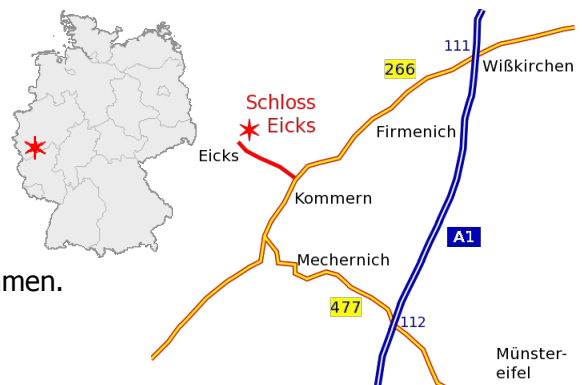 111
Wißkirchen
266
Schloss
Eicks
Firmenich
Eicks
Kommern
A1
Mechernich
men.
477
112
Münster-
eifel